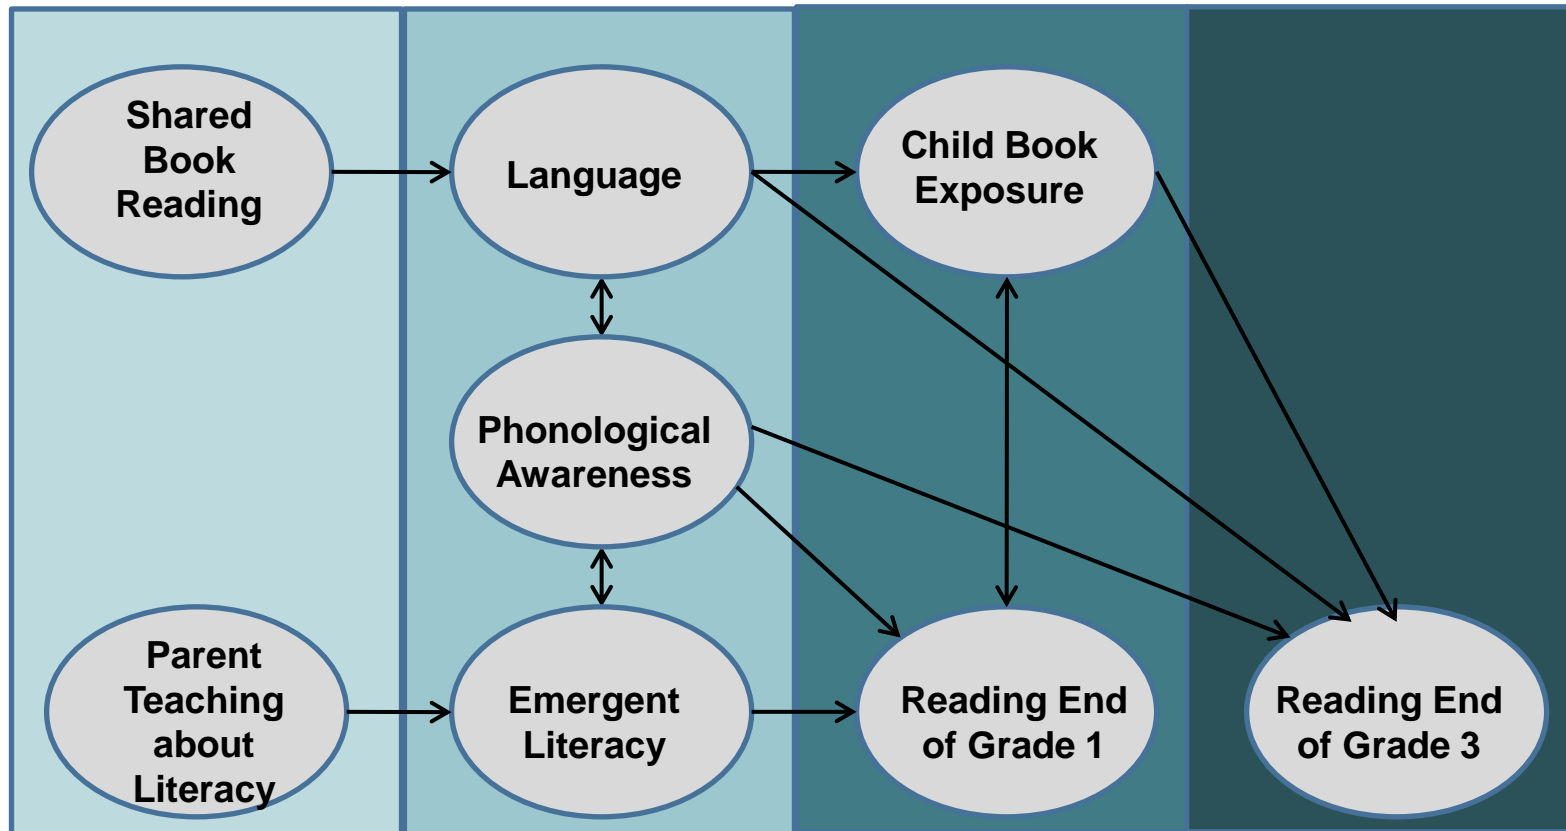 Shared
Book
Reading
Language
Child Book
Exposure
Phonological
Awareness
Parent
Teaching
about
Literacy
Emergent
Literacy
Reading End
of Grade 1
Reading End
of Grade 3